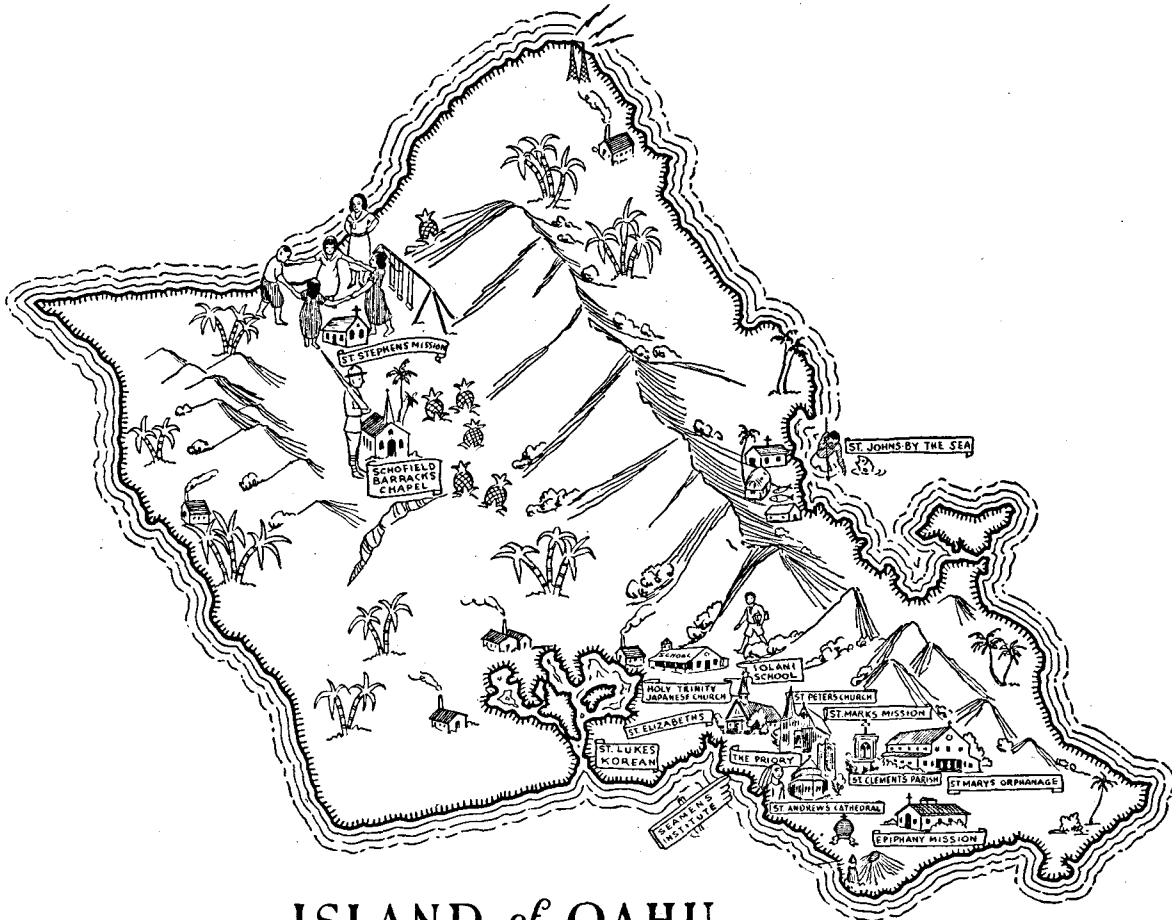 ST. STEPHENS MISSION
SCHOFIELD
BARRACKS
CHAPEL
ST. JOHNS-BY THE SEA
SCHOOL
IOLANI
SCHOOL
HOLY TRINITY
JAPANESE CHURCH
ST PETERS CHURCH
ST. ELIZABETHS
ST. MARKS MISSION
ST. LUKES
KOREAN
THE PRIORY
ST CLEMENTS PARISH
ST MARYS ORPHANAGE
SEAMENS
INSTITUTE
ST ANDREWS CATHEDRAL
EPIPHANY MISSION
ISLAND of OAHU